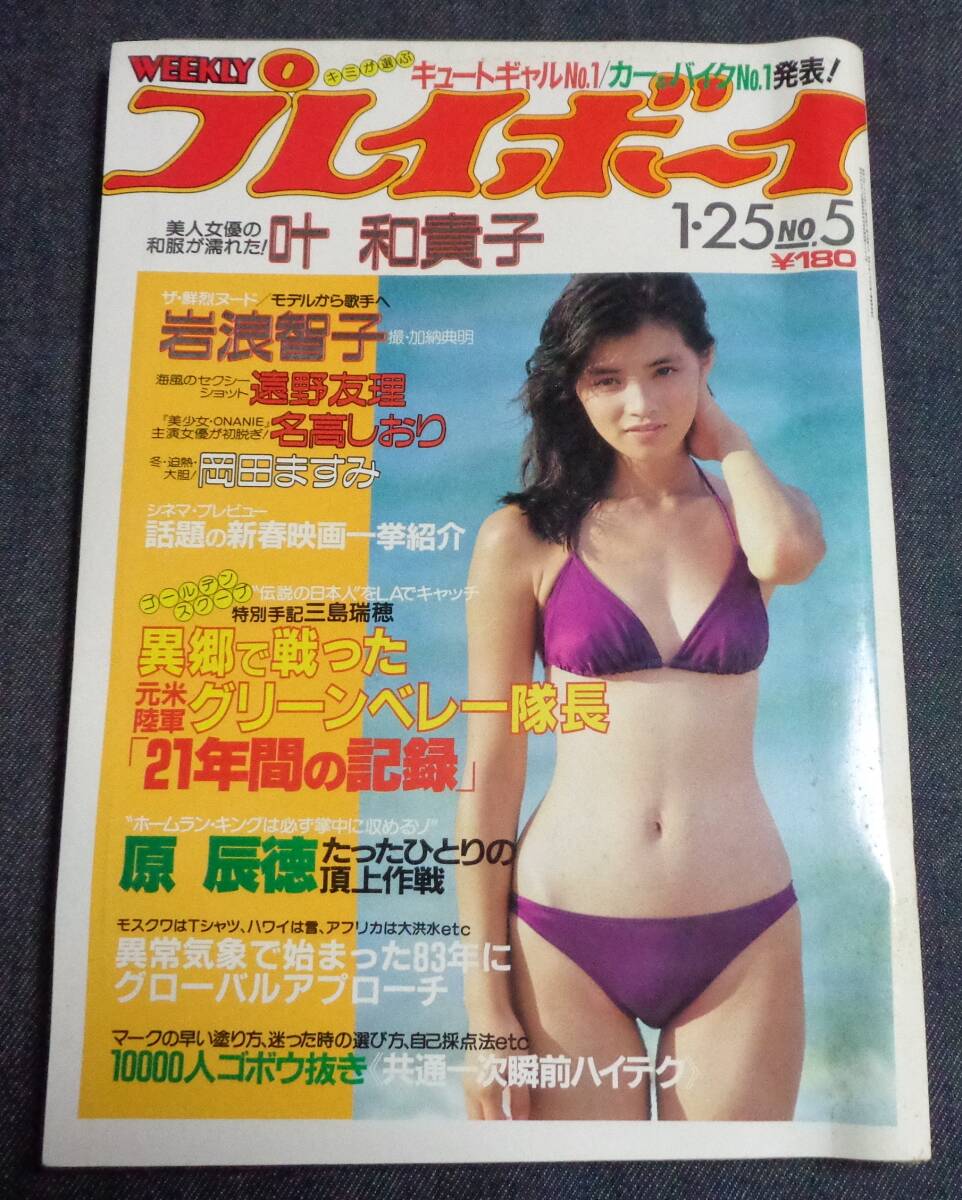 WEEKLY
キミが選ぶ
キュートギャルNo.1/カー&バイクNo.1発表!
プレイボーイ
美人女優の
和服が濡れた!
叶 和貴子
1・25 NO.5
¥180
ザ・鮮烈ヌード/モデルから歌手へ
岩浪智子 撮・加納典明
海風のセクシー
ショット
遠野友理
『美少女・ONANIE』
主演女優が初脱ぎ!
名高しおり
冬・迫熱・
大胆!
岡田ますみ
シネマ・プレビュー
話題の新春映画一挙紹介
ゴールデン
スクープ
"伝説の日本人"をLAでキャッチ
特別手記三島瑞穂
異郷で戦った
元米
陸軍
グリーンベレー隊長
「21年間の記録」
"ホームラン・キングは必ず掌中に収めるゾ"
原 辰徳
たったひとりの
頂上作戦
モスクワはTシャツ、ハワイは雪、アフリカは大洪水etc
異常気象で始まった83年に
グローバルアプローチ
マークの早い塗り方、迷った時の選び方、自己採点法etc
10000人ゴボウ抜き《共通一次瞬前ハイテク》